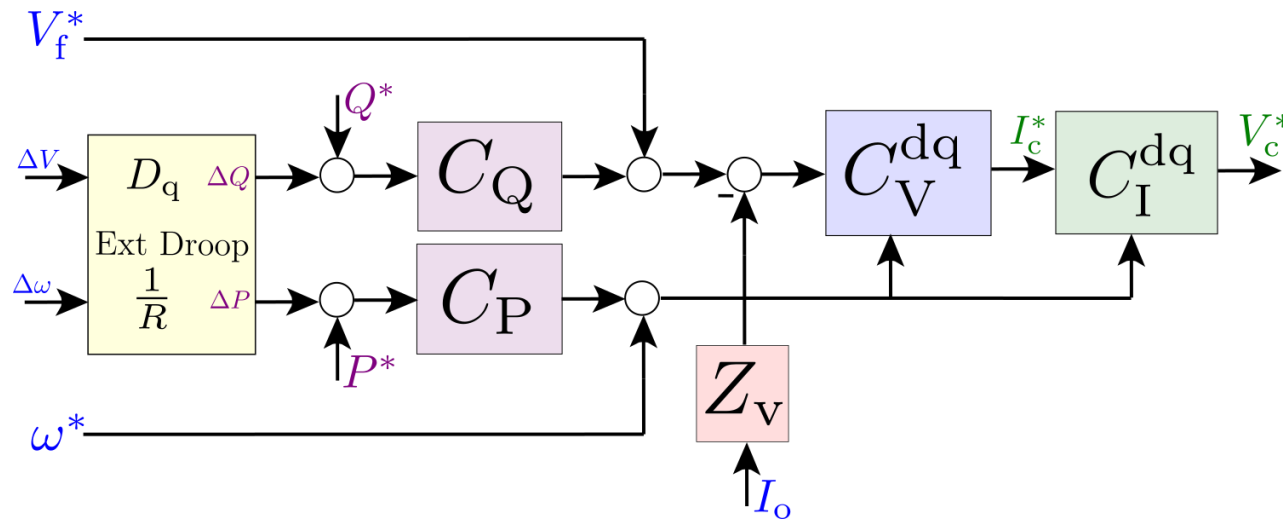 V_f^*
Q^*
ΔV
D_q
ΔQ
C_Q
C_V^dq
I_c^*
C_I^dq
V_c^*
Ext Droop
Δω
1/R
ΔP
C_P
P^*
-
Z_v
ω^*
I_o